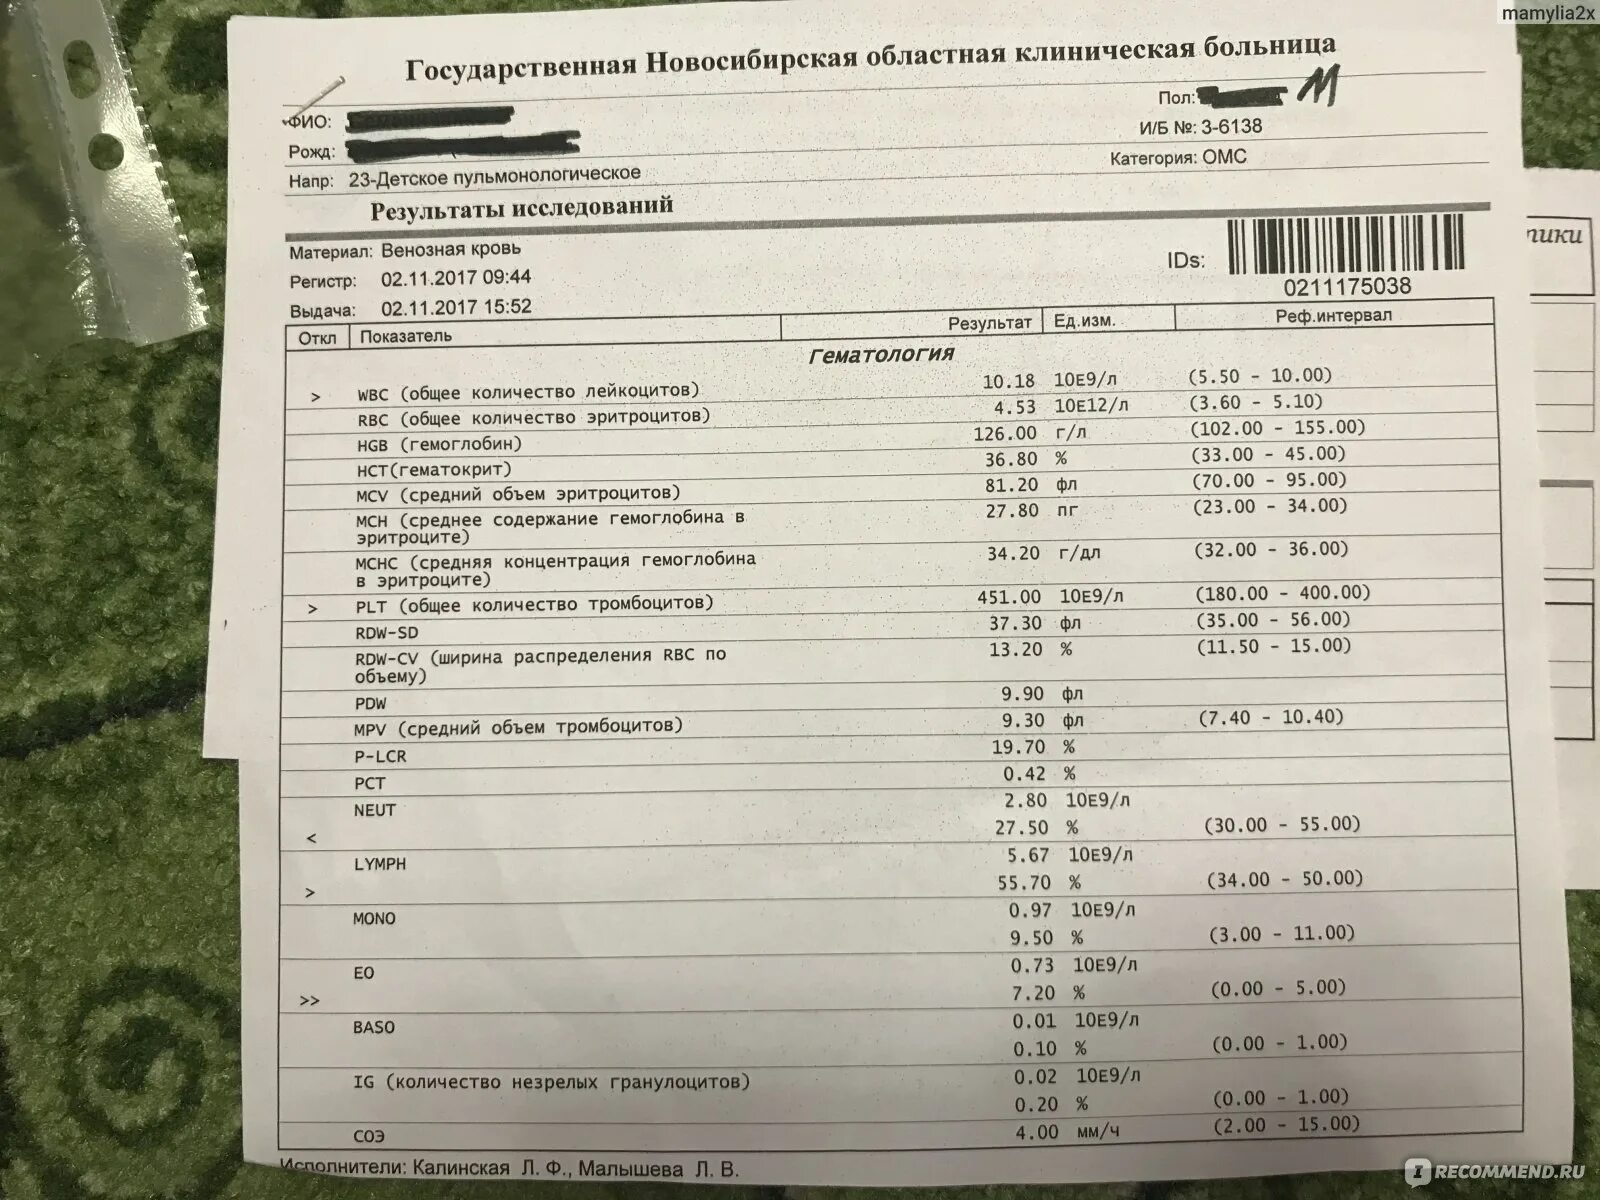 mamylia2x
Государственная Новосибирская областная клиническая больница
ФИО:
Пол: М
Рожд:
И/Б №: 3-6138
Напр: 23-Детское пульмонологическое
Категория: ОМС
Результаты исследований
Материал: Венозная кровь
Регистр: 02.11.2017 09:44
IDs:
0211175038
Выдача: 02.11.2017 15:52
Откл Показатель Результат Ед.изм. Реф.интервал
Гематология
> WBC (общее количество лейкоцитов) 10.18 10E9/л (5.50 - 10.00)
RBC (общее количество эритроцитов) 4.53 10E12/л (3.60 - 5.10)
HGB (гемоглобин) 126.00 г/л (102.00 - 155.00)
HCT(гематокрит) 36.80 % (33.00 - 45.00)
MCV (средний объем эритроцитов) 81.20 фл (70.00 - 95.00)
MCH (среднее содержание гемоглобина в 27.80 пг (23.00 - 34.00)
эритроците)
MCHC (средняя концентрация гемоглобина 34.20 г/дл (32.00 - 36.00)
в эритроците)
> PLT (общее количество тромбоцитов) 451.00 10E9/л (180.00 - 400.00)
RDW-SD 37.30 фл (35.00 - 56.00)
RDW-CV (ширина распределения RBC по 13.20 % (11.50 - 15.00)
объему)
PDW 9.90 фл
MPV (средний объем тромбоцитов) 9.30 фл (7.40 - 10.40)
P-LCR 19.70 %
PCT 0.42 %
NEUT 2.80 10E9/л
< 27.50 % (30.00 - 55.00)
LYMPH 5.67 10E9/л
> 55.70 % (34.00 - 50.00)
MONO 0.97 10E9/л
9.50 % (3.00 - 11.00)
EO 0.73 10E9/л
>> 7.20 % (0.00 - 5.00)
BASO 0.01 10E9/л
0.10 % (0.00 - 1.00)
IG (количество незрелых гранулоцитов) 0.02 10E9/л
0.20 % (0.00 - 1.00)
СОЭ 4.00 мм/ч (2.00 - 15.00)
Исполнители: Калинская Л. Ф., Малышева Л. В.
IRECOMMEND.RU